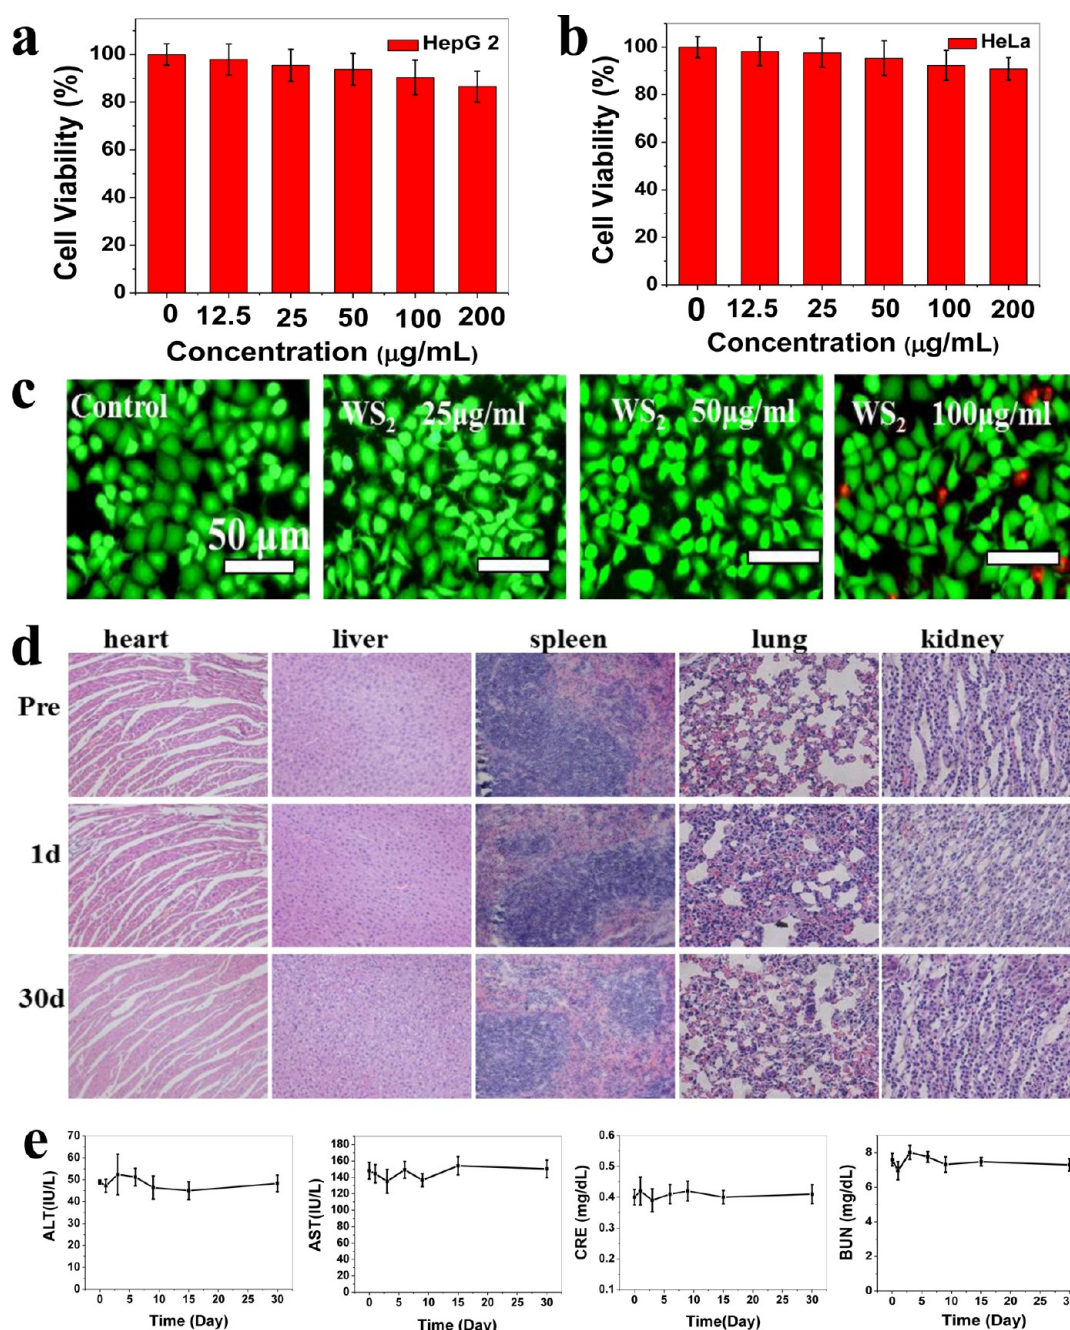 a
HepG 2
100
80
60
40
20
0
Cell Viability (%)
0 12.5 25 50 100 200
Concentration (μg/mL)
b
HeLa
100
80
60
40
20
0
Cell Viability (%)
0 12.5 25 50 100 200
Concentration (μg/mL)
c
Control
50 μm
WS2 25μg/ml
WS2 50μg/ml
WS2 100μg/ml
d
heart liver spleen lung kidney
Pre
1d
30d
e
70
60
50
40
30
20
10
0
ALT(IU/L)
0 5 10 15 20 25 30
Time (Day)
180
160
140
120
100
80
60
40
20
0
AST(IU/L)
0 5 10 15 20 25 30
Time (Day)
0.6
0.5
0.4
0.3
0.2
0.1
CRE (mg/dL)
0 5 10 15 20 25 30
Time(Day)
8
6
4
2
0
BUN (mg/dL)
0 5 10 15 20 25 30
Time (Day)